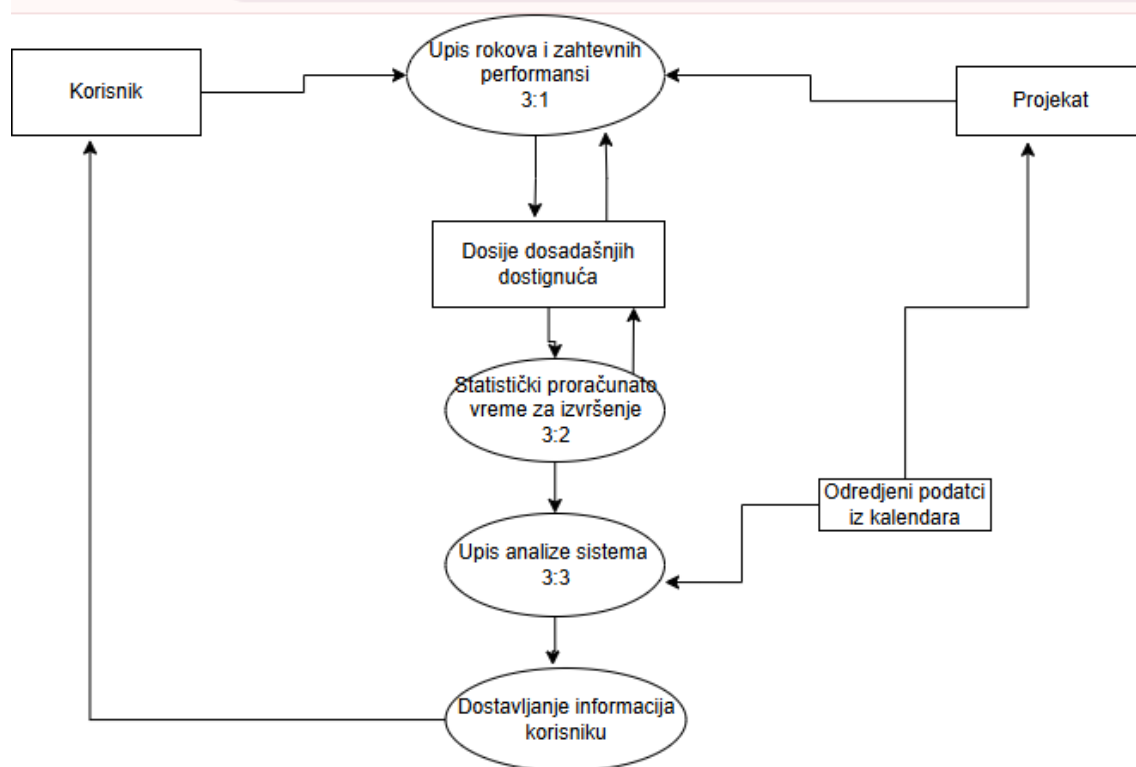 Upis rokova i zahtevnih
performansi
3:1
Korisnik
Projekat
Dosije dosadašnjih
dostignuća
Statistički proračunato
vreme za izvršenje
3:2
Odredjeni podatci
iz kalendara
Upis analize sistema
3:3
Dostavljanje informacija
korisniku